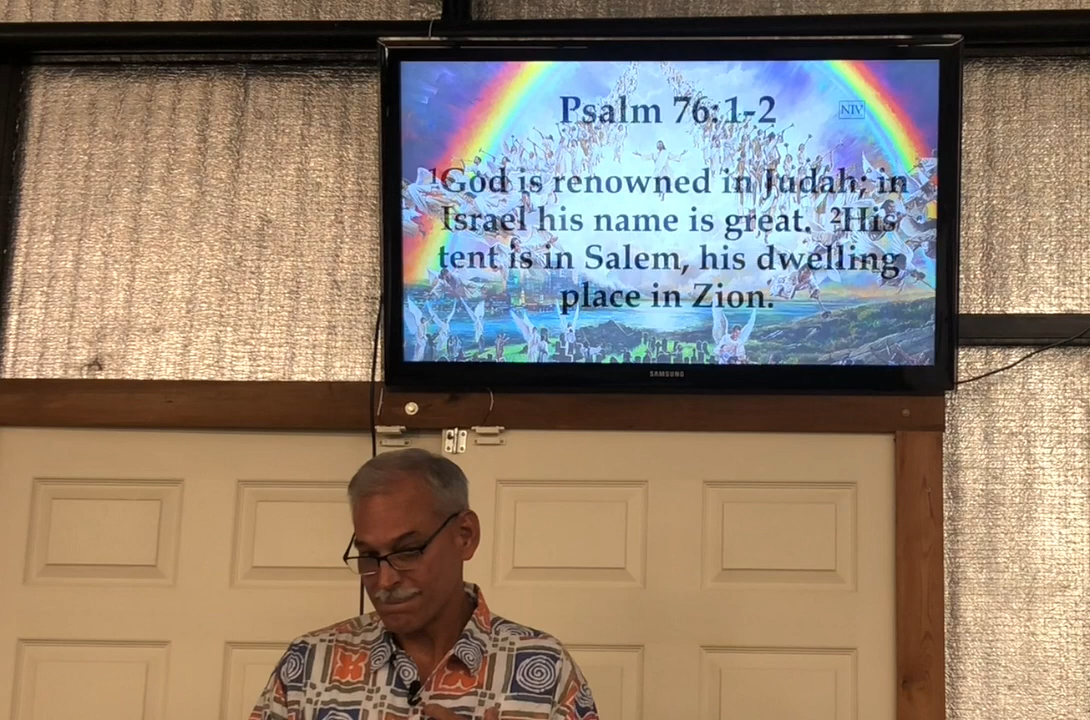 Psalm 76:1-2 NIV
¹God is renowned in Judah; in
Israel his name is great. ²His
tent is in Salem, his dwelling
place in Zion.
SAMSUNG